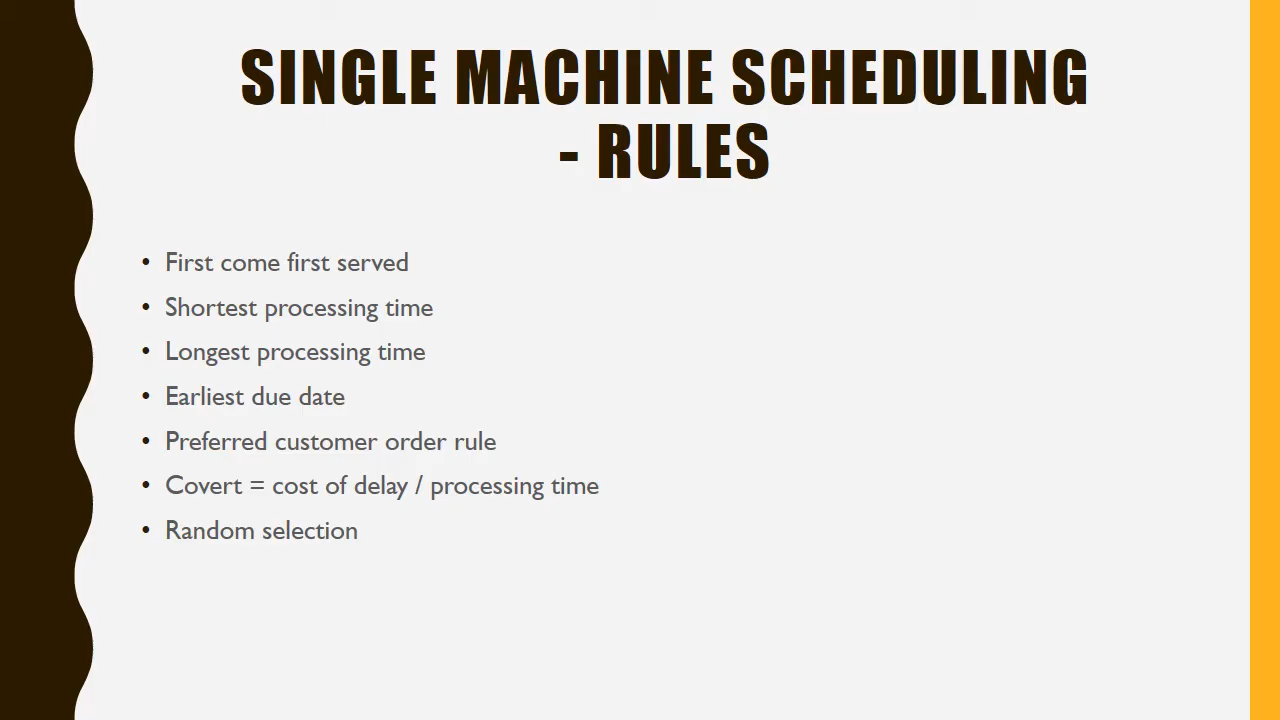 SINGLE MACHINE SCHEDULING
- RULES
• First come first served
• Shortest processing time
• Longest processing time
• Earliest due date
• Preferred customer order rule
• Covert = cost of delay / processing time
• Random selection